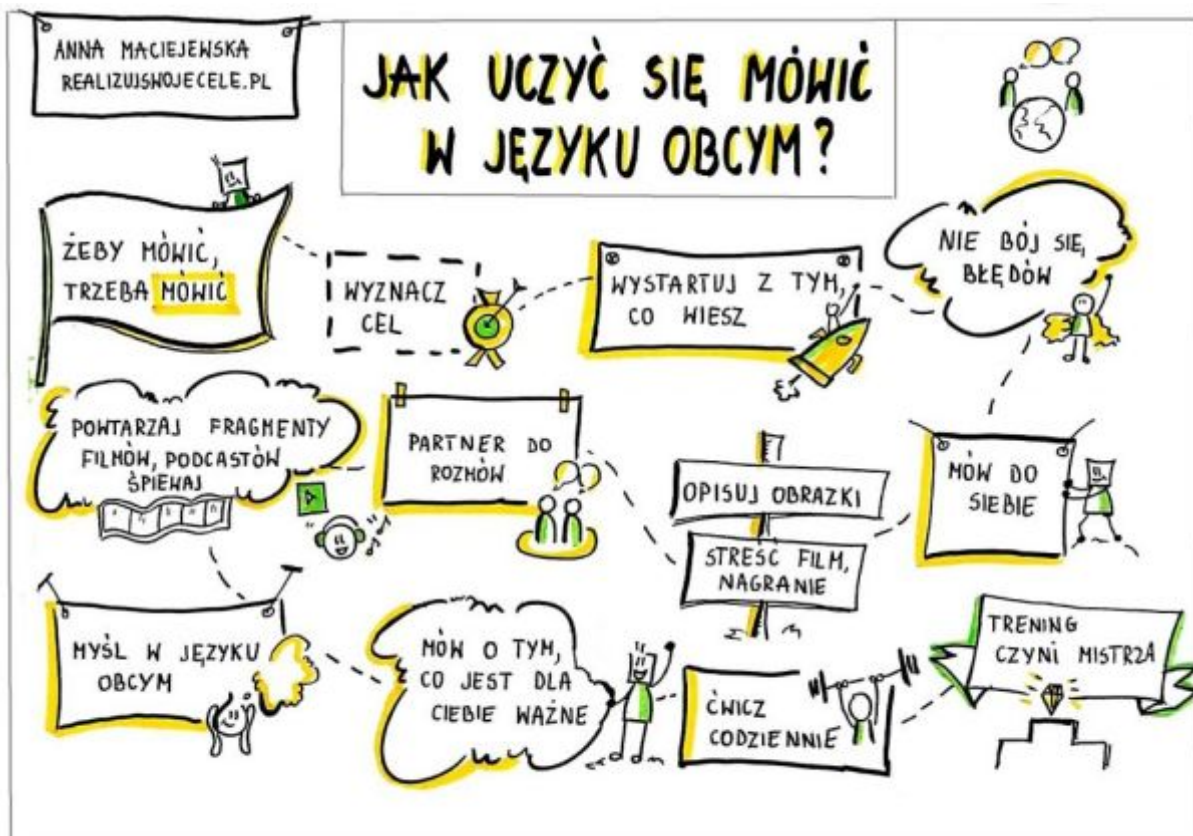 ANNA MACIEJEWSKA
REALIZUJSWOJECELE.PL
JAK UCZYĆ SIĘ MÓWIĆ
W JĘZYKU OBCYM?
ŻEBY MÓWIĆ,
TRZEBA MÓWIĆ
WYZNACZ
CEL
WYSTARTUJ Z TYM,
CO WIESZ
NIE BÓJ SIĘ,
BŁĘDÓW
MÓW DO
SIEBIE
OPISUJ OBRAZKI
STREŚĆ FILM,
NAGRANIE
PARTNER DO
ROZMÓW
POWTARZAJ FRAGMENTY
FILMÓW, PODCASTÓW
ŚPIEWAJ
MYŚL W JĘZYKU
OBCYM
MÓW O TYM,
CO JEST DLA
CIEBIE WAŻNE
ĆWICZ
CODZIENNIE
TRENING
CZYNI MISTRZA